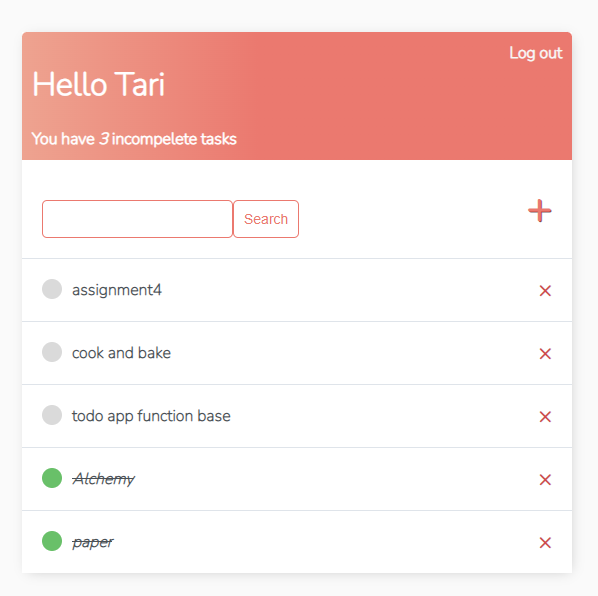 Log out
Hello Tari
You have 3 incompelete tasks
Search
assignment4
cook and bake
todo app function base
Alchemy
paper